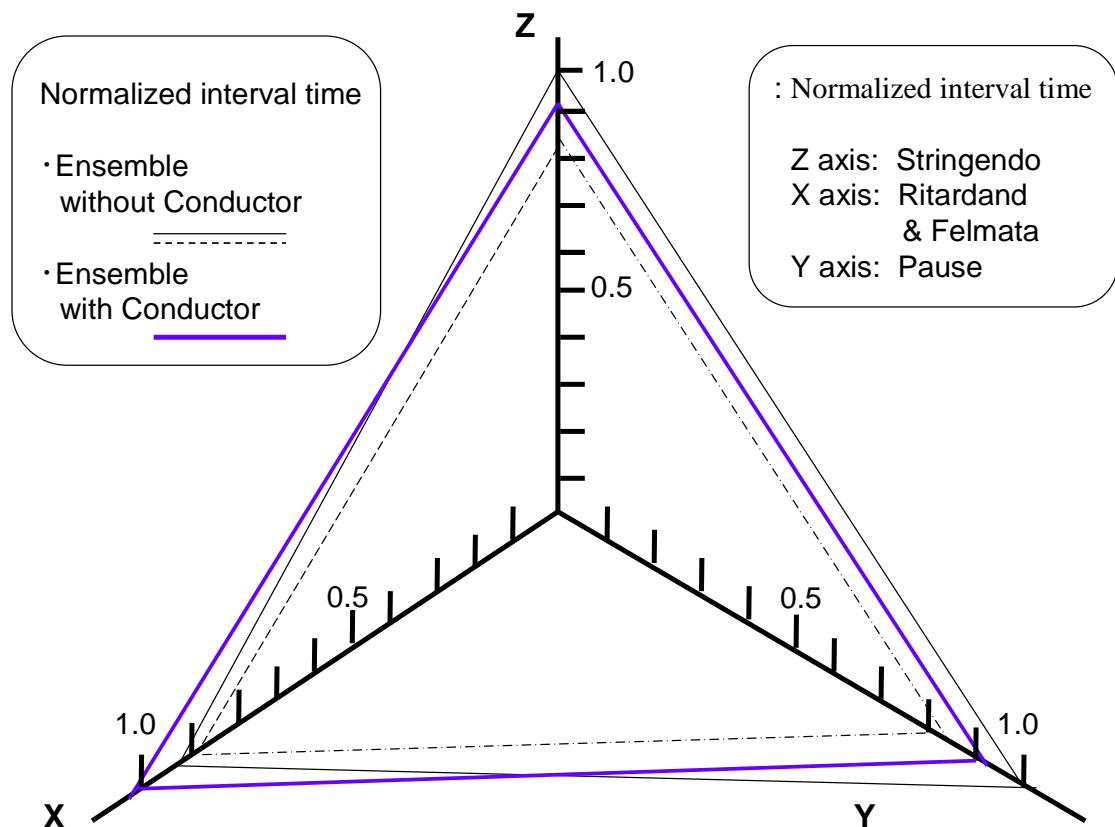 Z
1.0
Normalized interval time
・Ensemble
without Conductor
・Ensemble
with Conductor
: Normalized interval time
Z axis: Stringendo
X axis: Ritardand
& Felmata
Y axis: Pause
0.5
0.5
0.5
1.0
1.0
X
Y